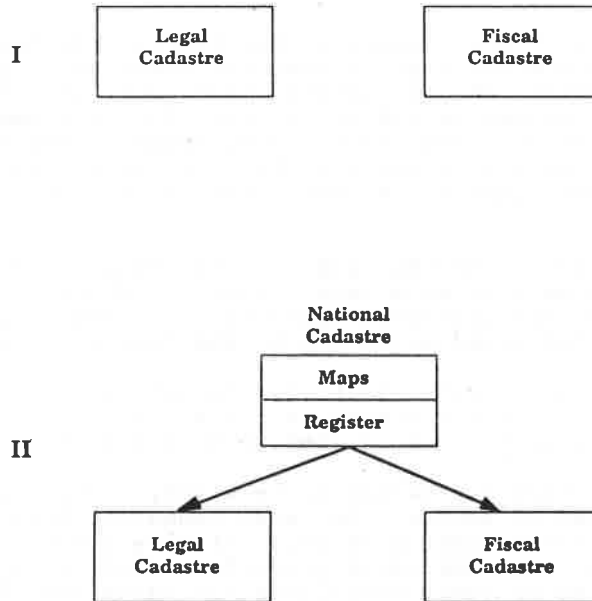 I
Legal
Cadastre
Fiscal
Cadastre
National
Cadastre
Maps
Register
II
Legal
Cadastre
Fiscal
Cadastre